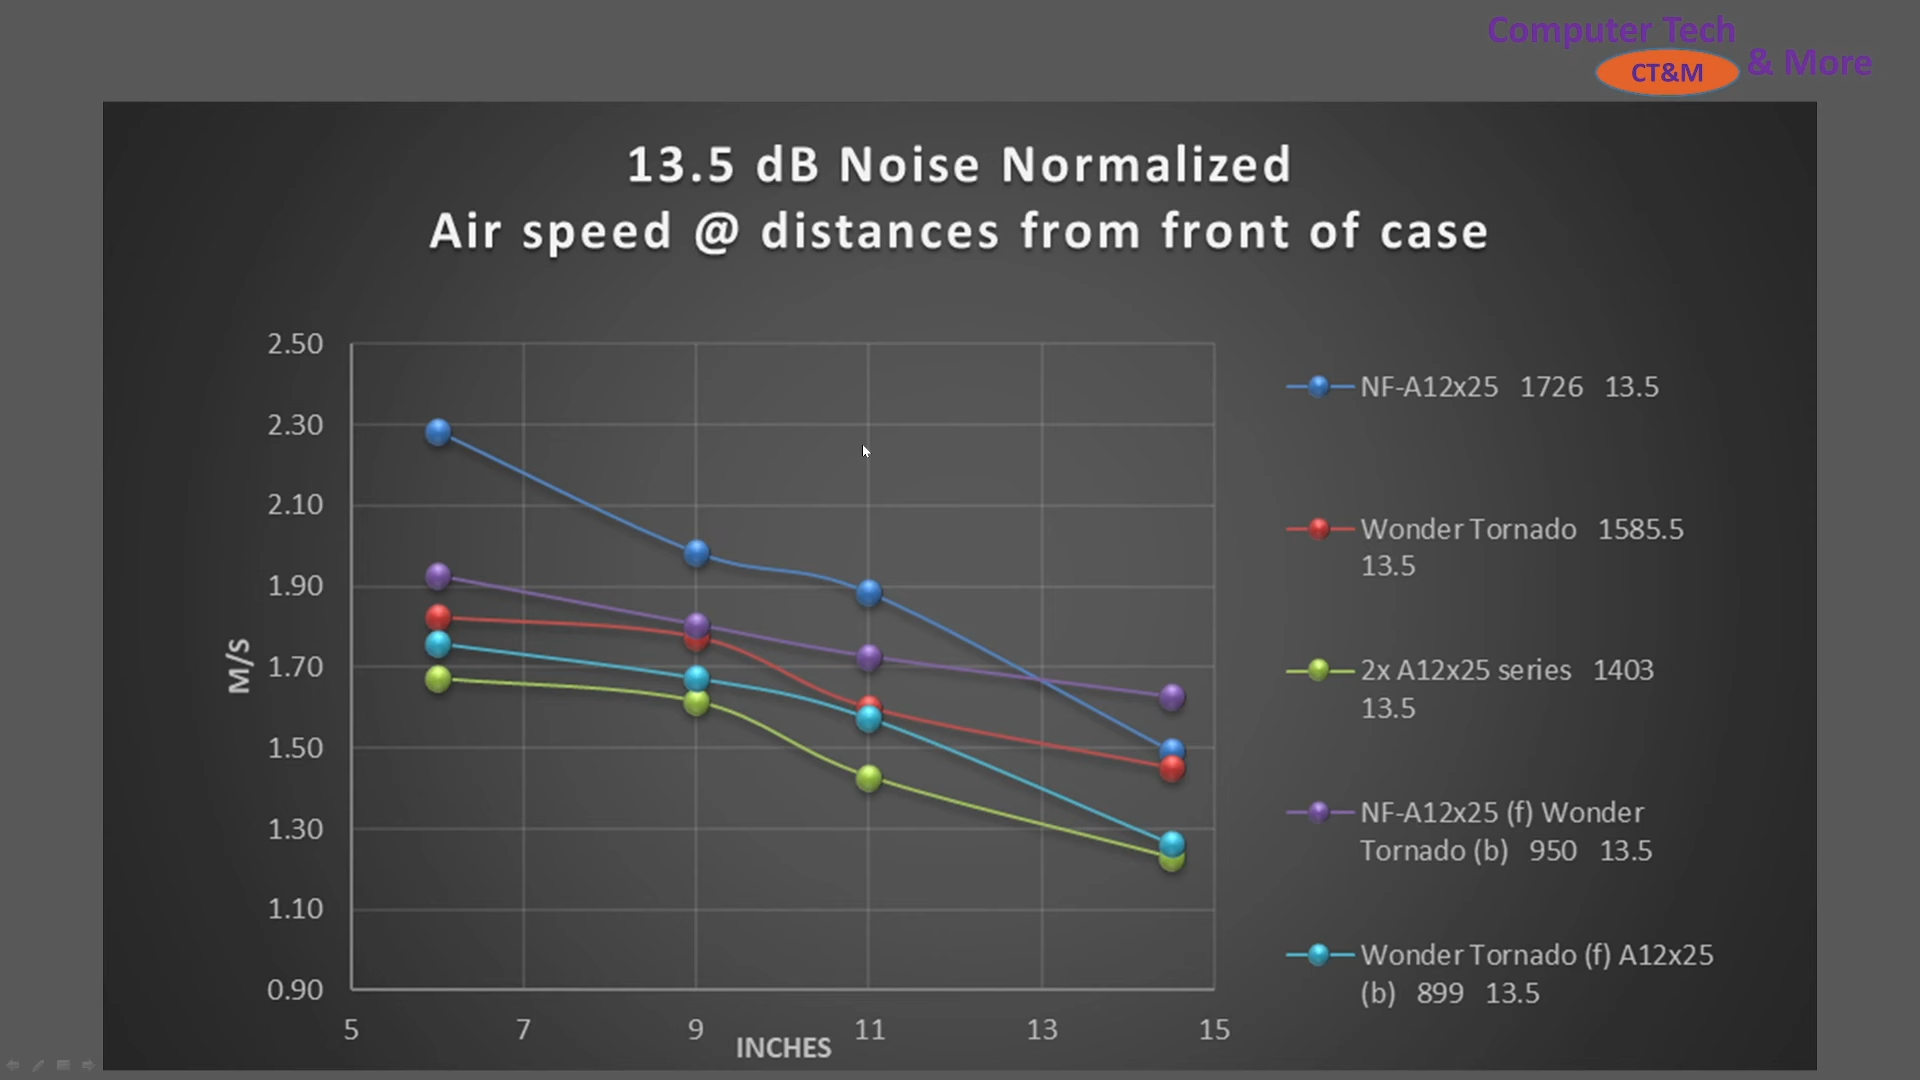 Computer Tech
CT&M & More
13.5 dB Noise Normalized
Air speed @ distances from front of case
2.50
2.30
2.10
1.90
1.70
1.50
1.30
1.10
0.90
M/S
5 7 9 11 13 15
INCHES
NF-A12x25 1726 13.5
Wonder Tornado 1585.5
13.5
2x A12x25 series 1403
13.5
NF-A12x25 (f) Wonder
Tornado (b) 950 13.5
Wonder Tornado (f) A12x25
(b) 899 13.5